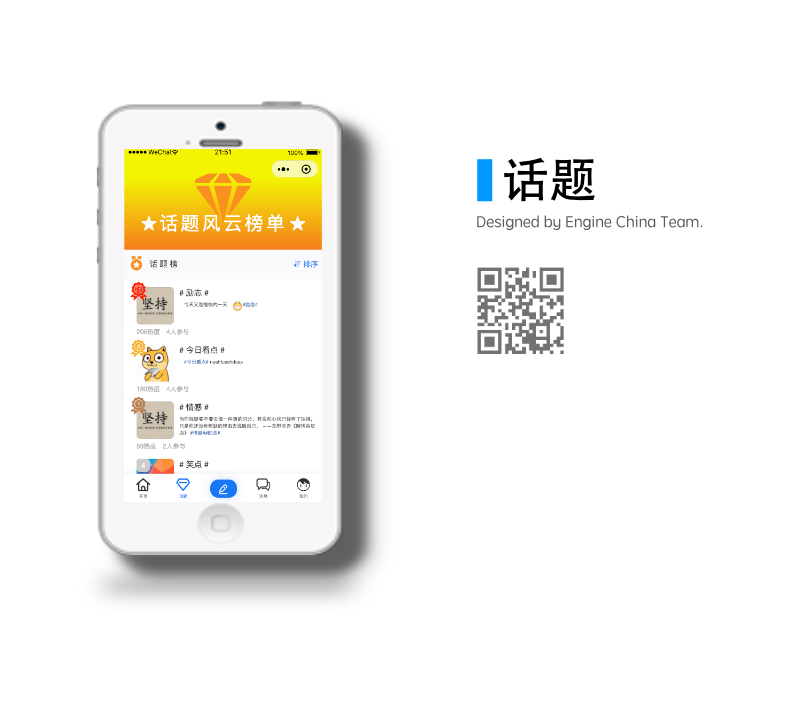 ●●●●● WeChat 21:51 100%
★话题风云榜单★
话题榜 排序
# 励志 #
坚持
今天又是愉快的一天 #励志#
206热度 4人参与
# 今日看点 #
#今日看点#
180热度 4人参与
# 情感 #
坚持
59热度 2人参与
4
# 笑点 #
首页 话题 消息 我的
话题
Designed by Engine China Team.